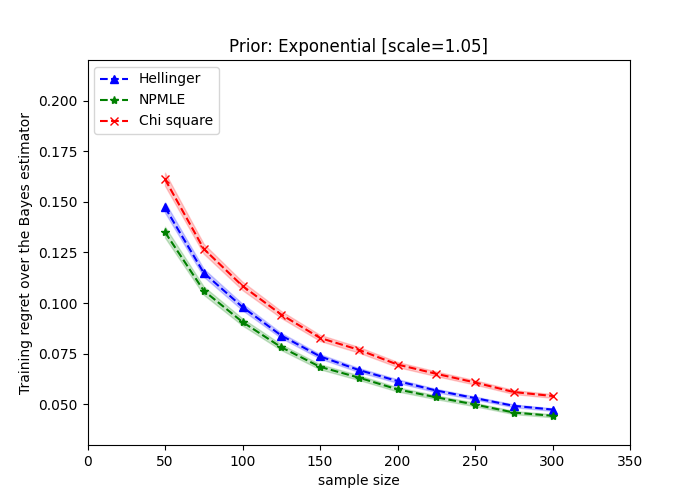 Prior: Exponential [scale=1.05]
Hellinger
NPMLE
Chi square
Training regret over the Bayes estimator
0.200
0.175
0.150
0.125
0.100
0.075
0.050
0 50 100 150 200 250 300 350
sample size